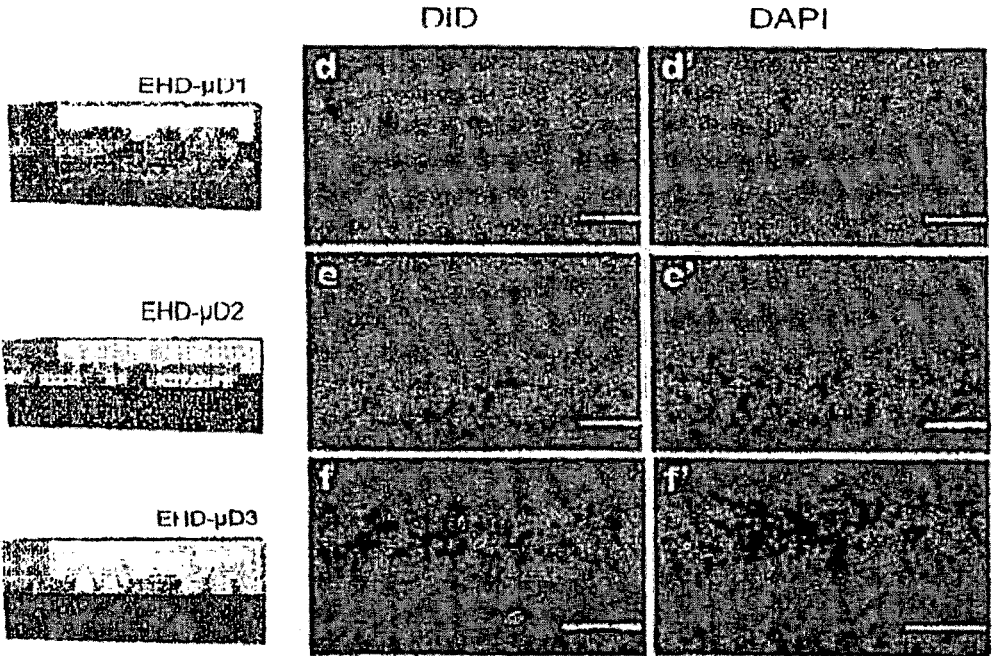 DiD DAPI
EHD-µD1
d d'
EHD-µD2
e e'
EHD-µD3
f f'